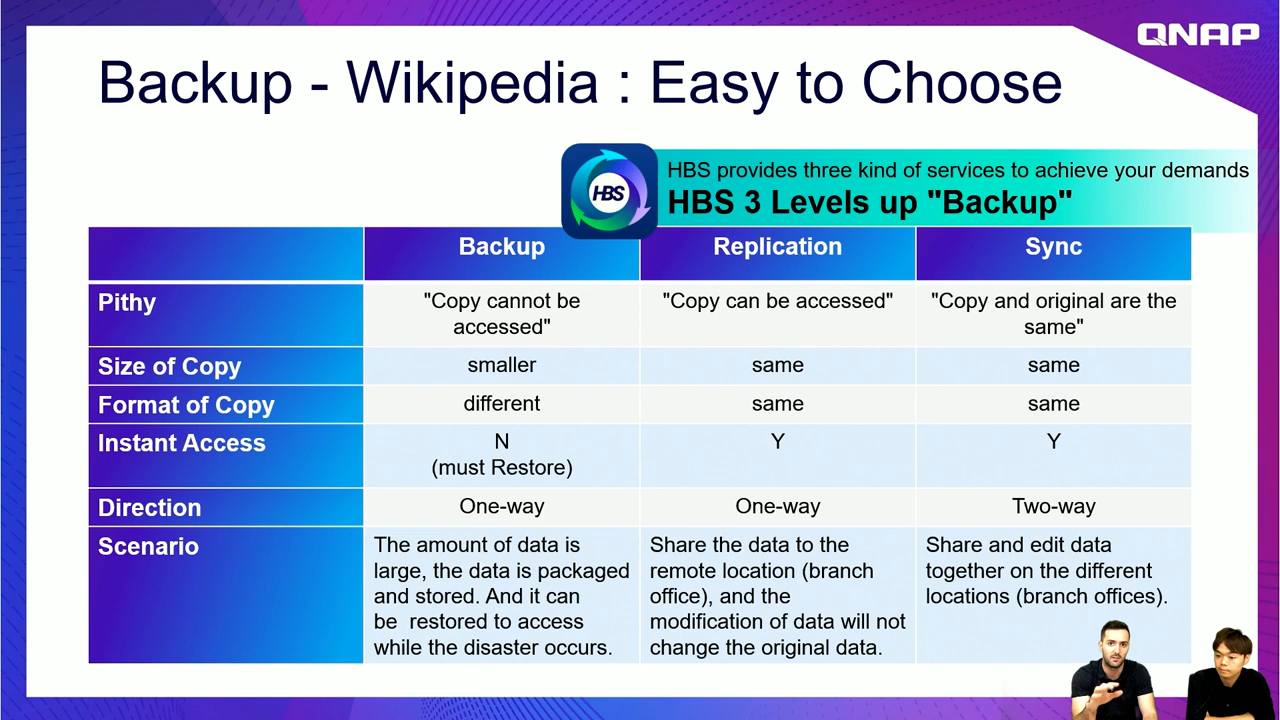 QNAP
Backup - Wikipedia : Easy to Choose
HBS
HBS provides three kind of services to achieve your demands
HBS 3 Levels up "Backup"
Backup
Replication
Sync
Pithy
"Copy cannot be
accessed"
"Copy can be accessed"
"Copy and original are the
same"
Size of Copy
smaller
same
same
Format of Copy
different
same
same
Instant Access
N
(must Restore)
Y
Y
Direction
One-way
One-way
Two-way
Scenario
The amount of data is
large, the data is packaged
and stored. And it can
be  restored to access
while the disaster occurs.
Share the data to the
remote location (branch
office), and the
modification of data will not
change the original data.
Share and edit data
together on the different
locations (branch offices).